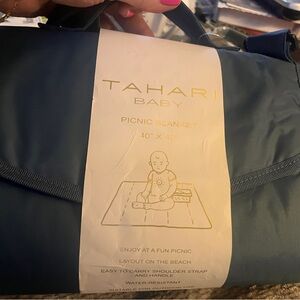 TAHARI
BABY
PICNIC BLANKET
40" X
ENJOY AT A FUN PICNIC
LAYOUT ON THE BEACH
EASY TO CARRY SHOULDER STRAP
AND HANDLE
WATER-RESISTANT